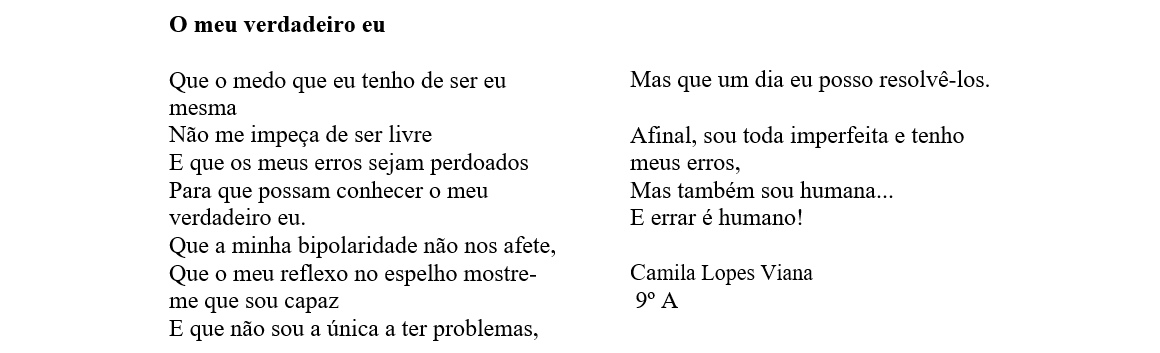 O meu verdadeiro eu
Que o medo que eu tenho de ser eu
mesma
Não me impeça de ser livre
E que os meus erros sejam perdoados
Para que possam conhecer o meu
verdadeiro eu.
Que a minha bipolaridade não nos afete,
Que o meu reflexo no espelho mostre-
me que sou capaz
E que não sou a única a ter problemas,
Mas que um dia eu posso resolvê-los.
Afinal, sou toda imperfeita e tenho
meus erros,
Mas também sou humana...
E errar é humano!
Camila Lopes Viana
9º A